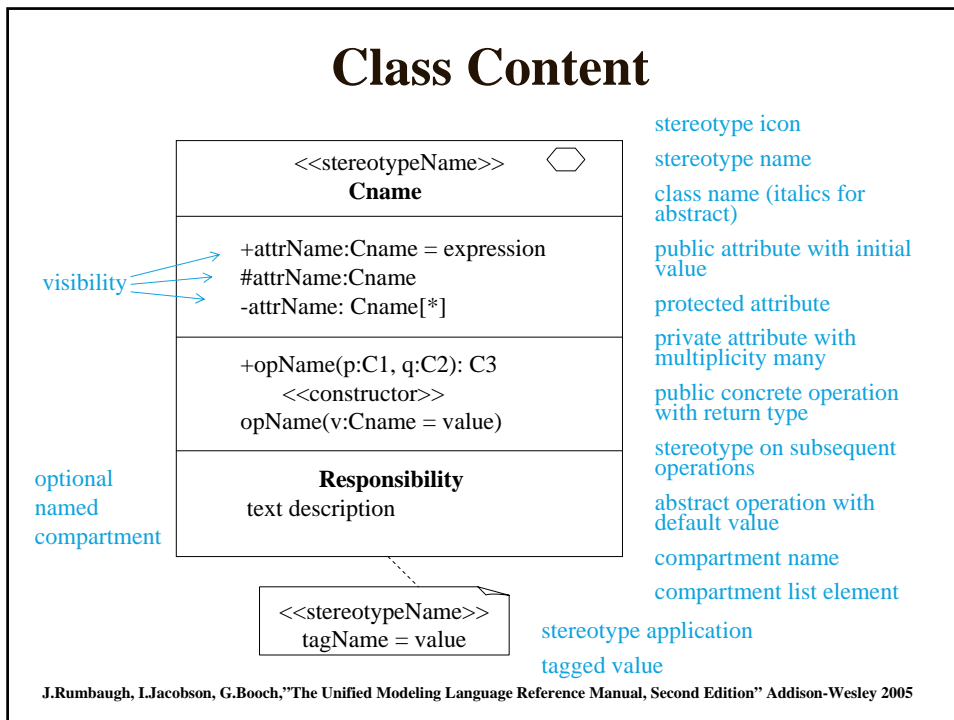 Class Content
<<stereotypeName>>
Cname
+attrName:Cname = expression
#attrName:Cname
-attrName: Cname[*]
visibility
+opName(p:C1, q:C2): C3
<<constructor>>
opName(v:Cname = value)
Responsibility
text description
optional
named
compartment
<<stereotypeName>>
tagName = value
stereotype icon
stereotype name
class name (italics for
abstract)
public attribute with initial
value
protected attribute
private attribute with
multiplicity many
public concrete operation
with return type
stereotype on subsequent
operations
abstract operation with
default value
compartment name
compartment list element
stereotype application
tagged value
J.Rumbaugh, I.Jacobson, G.Booch,”The Unified Modeling Language Reference Manual, Second Edition” Addison-Wesley 2005